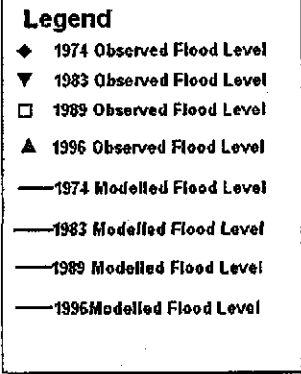 Legend
1974 Observed Flood Level
1983 Observed Flood Level
1989 Observed Flood Level
1996 Observed Flood Level
1974 Modelled Flood Level
1983 Modelled Flood Level
1989 Modelled Flood Level
1996Modelled Flood Level